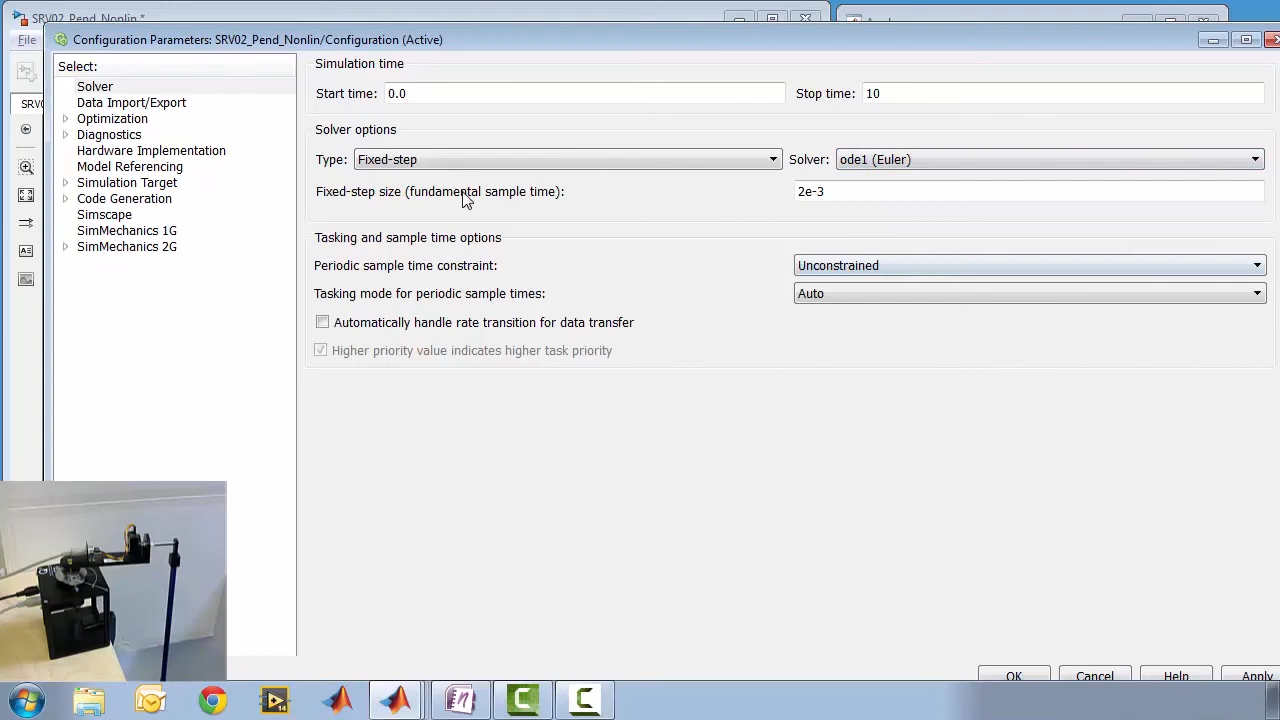 SRV02_Pend_Nonlin *
Configuration Parameters: SRV02_Pend_Nonlin/Configuration (Active)
File
Select:
Solver
Data Import/Export
Optimization
Diagnostics
Hardware Implementation
Model Referencing
Simulation Target
Code Generation
Simscape
SimMechanics 1G
SimMechanics 2G
Simulation time
Start time: 0.0
Stop time: 10
Solver options
Type: Fixed-step
Solver: ode1 (Euler)
Fixed-step size (fundamental sample time): 2e-3
Tasking and sample time options
Periodic sample time constraint: Unconstrained
Tasking mode for periodic sample times: Auto
Automatically handle rate transition for data transfer
Higher priority value indicates higher task priority
OK
Cancel
Help
Apply